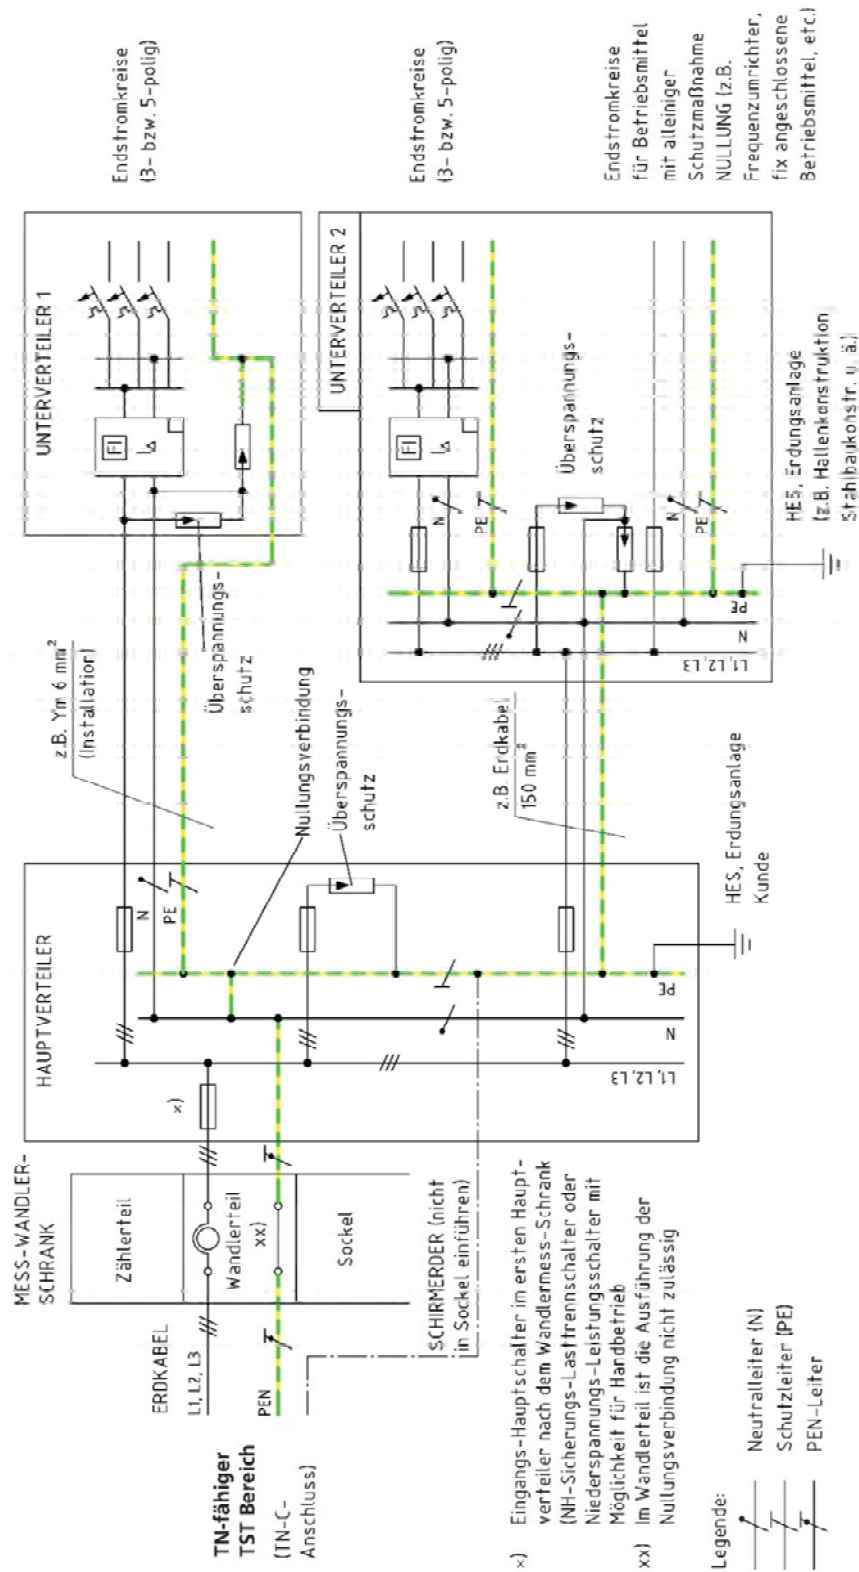 MESS-WANDLER-
SCHRANK
Zählerteil
Wandlerteil
xx)
Sockel
ERDKABEL
L1, L2, L3
PEN
TN-fähiger
TST Bereich
(TN-C-
Anschluss)
SCHIRMERDER (nicht
in Sockel einführen)
HAUPTVERTEILER
x)
N
PE
L1, L2, L3
N
PE
HES, Erdungsanlage
Kunde
z.B. Ym 6 mm²
(Installation)
Nullungsverbindung
Überspannungs-
schutz
Überspannungs-
schutz
z.B Erdkabel
150 mm²
UNTERVERTEILER 1
FI
I△
Endstromkreise
(3- bzw. 5-polig)
UNTERVERTEILER 2
FI
I△
N
PE
Überspannungs-
schutz
N
PE
L1, L2, L3
N
PE
Endstromkreise
(3- bzw. 5-polig)
Endstromkreise
für Betriebsmittel
mit alleiniger
Schutzmaßnahme
NULLUNG (z.B.
Frequenzumrichter,
fix angeschlossene
Betriebsmittel, etc.)
HES, Erdungsanlage
(z.B. Hallenkonstruktion
Stahlbaukonstr. u. ä.)
x) Eingangs-Hauptschalter im ersten Haupt-
verteiler nach dem Wandlermess-Schrank
(NH-Sicherungs-Lasttrennschalter oder
Niederspannungs-Leistungsschalter mit
Möglichkeit für Handbetrieb
xx) Im Wandlerteil ist die Ausführung der
Nullungsverbindung nicht zulässig
Legende:
Neutralleiter (N)
Schutzleiter (PE)
PEN-Leiter